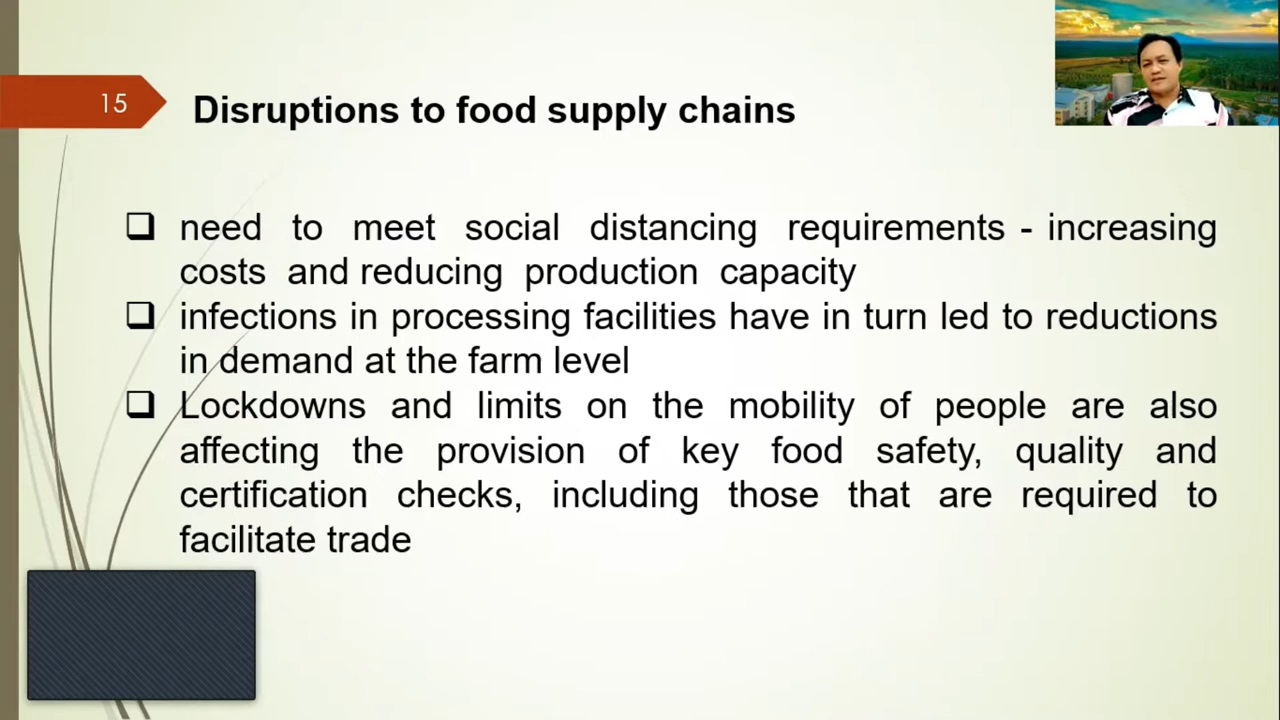 15
Disruptions to food supply chains
❑ need to meet social distancing requirements - increasing
costs and reducing production capacity
❑ infections in processing facilities have in turn led to reductions
in demand at the farm level
❑ Lockdowns and limits on the mobility of people are also
affecting the provision of key food safety, quality and
certification checks, including those that are required to
facilitate trade